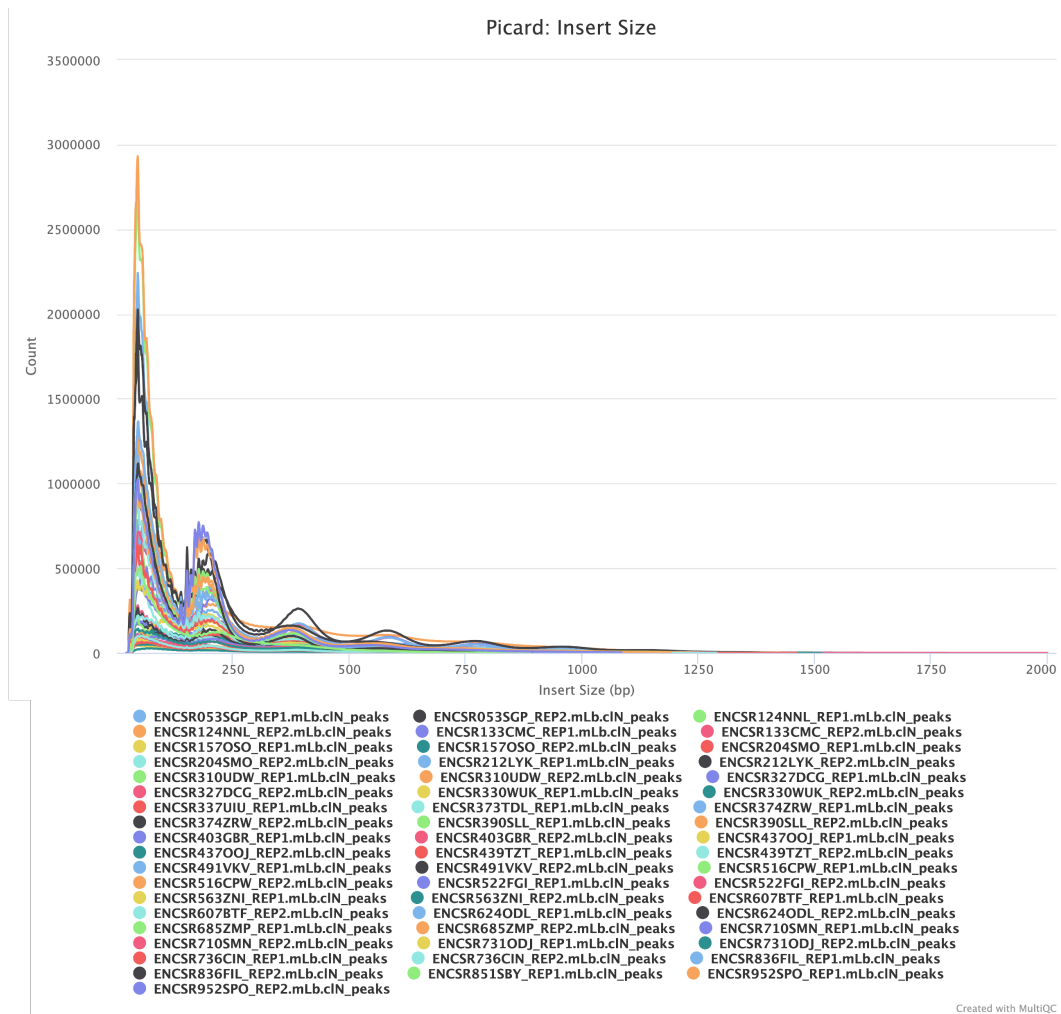 Picard: Insert Size
3500000
3000000
2500000
2000000
1500000
1000000
500000
0
Count
250 500 750 1000 1250 1500 1750 2000
Insert Size (bp)
ENCSR053SGP_REP1.mLb.clN_peaks ENCSR053SGP_REP2.mLb.clN_peaks ENCSR124NNL_REP1.mLb.clN_peaks
ENCSR124NNL_REP2.mLb.clN_peaks ENCSR133CMC_REP1.mLb.clN_peaks ENCSR133CMC_REP2.mLb.clN_peaks
ENCSR157OSO_REP1.mLb.clN_peaks ENCSR157OSO_REP2.mLb.clN_peaks ENCSR204SMO_REP1.mLb.clN_peaks
ENCSR204SMO_REP2.mLb.clN_peaks ENCSR212LYK_REP1.mLb.clN_peaks ENCSR212LYK_REP2.mLb.clN_peaks
ENCSR310UDW_REP1.mLb.clN_peaks ENCSR310UDW_REP2.mLb.clN_peaks ENCSR327DCG_REP1.mLb.clN_peaks
ENCSR327DCG_REP2.mLb.clN_peaks ENCSR330WUK_REP1.mLb.clN_peaks ENCSR330WUK_REP2.mLb.clN_peaks
ENCSR337UIU_REP1.mLb.clN_peaks ENCSR373TDL_REP1.mLb.clN_peaks ENCSR374ZRW_REP1.mLb.clN_peaks
ENCSR374ZRW_REP2.mLb.clN_peaks ENCSR390SLL_REP1.mLb.clN_peaks ENCSR390SLL_REP2.mLb.clN_peaks
ENCSR403GBR_REP1.mLb.clN_peaks ENCSR403GBR_REP2.mLb.clN_peaks ENCSR437OOJ_REP1.mLb.clN_peaks
ENCSR437OOJ_REP2.mLb.clN_peaks ENCSR439TZT_REP1.mLb.clN_peaks ENCSR439TZT_REP2.mLb.clN_peaks
ENCSR491VKV_REP1.mLb.clN_peaks ENCSR491VKV_REP2.mLb.clN_peaks ENCSR516CPW_REP1.mLb.clN_peaks
ENCSR516CPW_REP2.mLb.clN_peaks ENCSR522FGI_REP1.mLb.clN_peaks ENCSR522FGI_REP2.mLb.clN_peaks
ENCSR563ZNI_REP1.mLb.clN_peaks ENCSR563ZNI_REP2.mLb.clN_peaks ENCSR607BTF_REP1.mLb.clN_peaks
ENCSR607BTF_REP2.mLb.clN_peaks ENCSR624ODL_REP1.mLb.clN_peaks ENCSR624ODL_REP2.mLb.clN_peaks
ENCSR685ZMP_REP1.mLb.clN_peaks ENCSR685ZMP_REP2.mLb.clN_peaks ENCSR710SMN_REP1.mLb.clN_peaks
ENCSR710SMN_REP2.mLb.clN_peaks ENCSR731ODJ_REP1.mLb.clN_peaks ENCSR731ODJ_REP2.mLb.clN_peaks
ENCSR736CIN_REP1.mLb.clN_peaks ENCSR736CIN_REP2.mLb.clN_peaks ENCSR836FIL_REP1.mLb.clN_peaks
ENCSR836FIL_REP2.mLb.clN_peaks ENCSR851SBY_REP1.mLb.clN_peaks ENCSR952SPO_REP1.mLb.clN_peaks
ENCSR952SPO_REP2.mLb.clN_peaks
Created with MultiQC